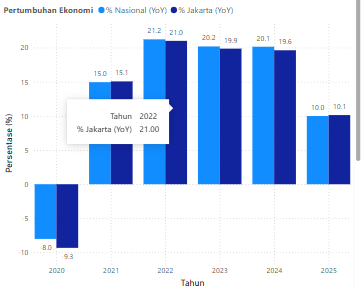 Pertumbuhan Ekonomi % Nasional (YoY) % Jakarta (YoY)
21.2 21.0
20.2 19.9
20.1 19.6
20
15.0 15.1
15
Tahun 2022
% Jakarta (YoY) 21.00
10.0 10.1
10
5
0
5
8.0
9.3
10
Persentase (%)
2020 2021 2022 2023 2024 2025
Tahun